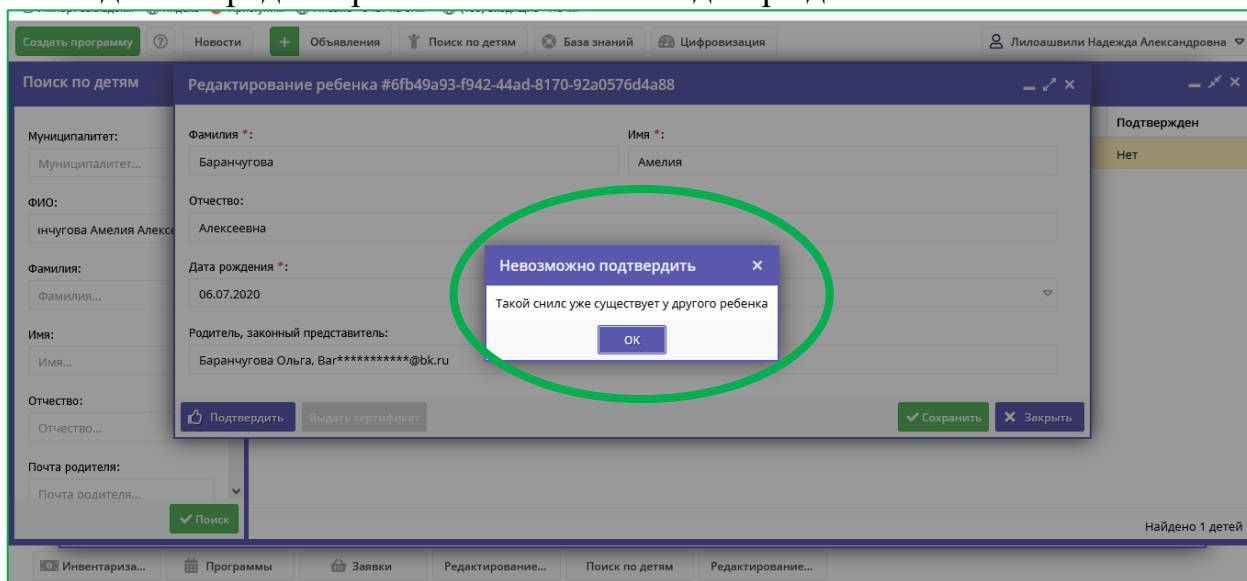 Создать программу
Новости
+ Объявления
Поиск по детям
База знаний
Цифровизация
Лилоашвили Надежда Александровна
Поиск по детям
Редактирование ребенка #6fb49a93-f942-44ad-8170-92a0576d4a88
Подтвержден
Нет
Муниципалитет:
Муниципалитет...
ФИО:
нчугова Амелия Алексе
Фамилия:
Фамилия...
Имя:
Имя...
Отчество:
Отчество...
Почта родителя:
Почта родителя...
Поиск
Фамилия *:
Баранчугова
Имя *:
Амелия
Отчество:
Алексеевна
Дата рождения *:
06.07.2020
Родитель, законный представитель:
Баранчугова Ольга, Bar***********@bk.ru
Невозможно подтвердить
Такой снилс уже существует у другого ребенка
ОК
Подтвердить
Выдать сертификат
Сохранить
Закрыть
Найдено 1 детей
Инвентариза...
Программы
Заявки
Редактирование...
Поиск по детям
Редактирование...